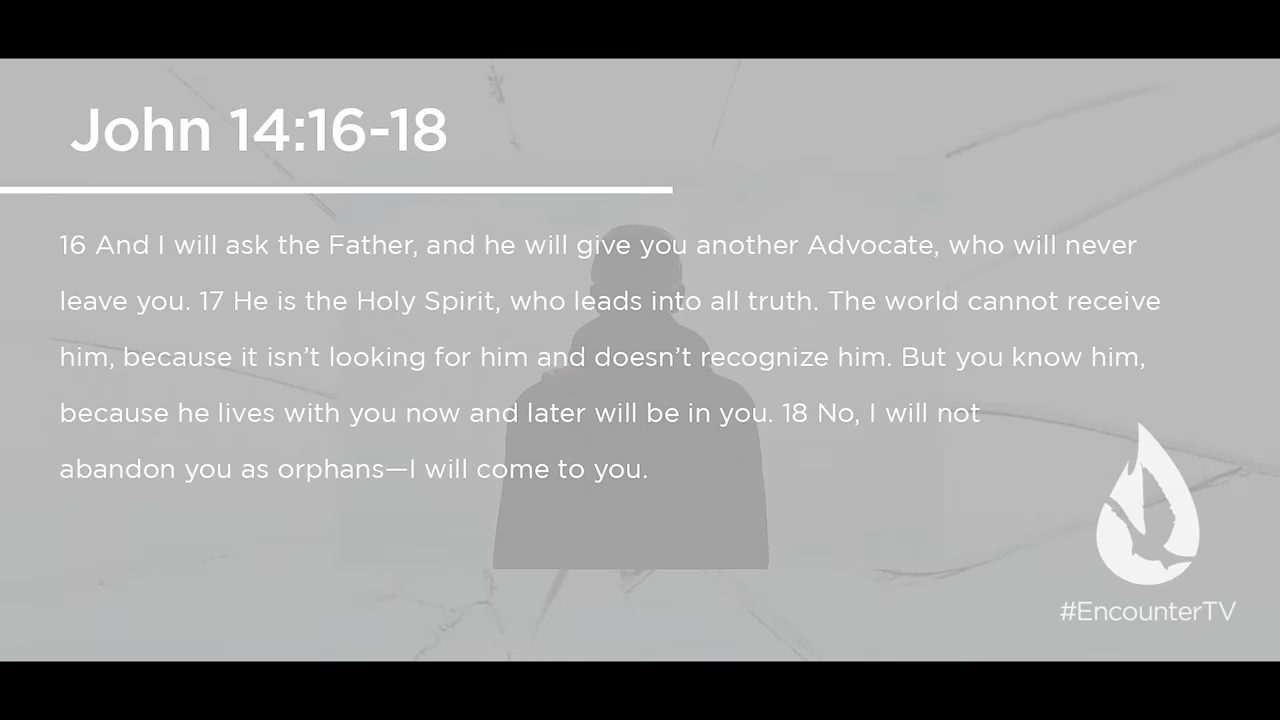 John 14:16-18
16 And I will ask the Father, and he will give you another Advocate, who will never
leave you. 17 He is the Holy Spirit, who leads into all truth. The world cannot receive
him, because it isn’t looking for him and doesn’t recognize him. But you know him,
because he lives with you now and later will be in you. 18 No, I will not
abandon you as orphans—I will come to you.
#EncounterTV